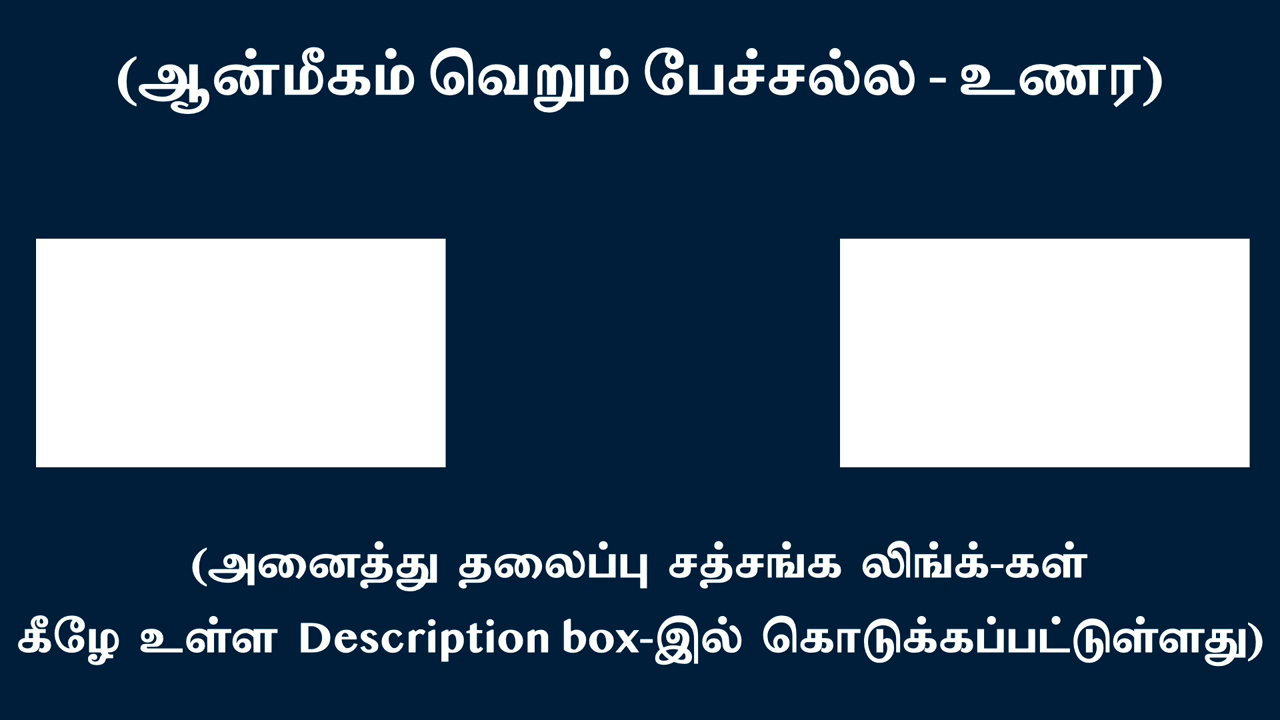 (ஆன்மீகம் வெறும் பேச்சல்ல - உணர)
(அனைத்து தலைப்பு சத்சங்க லிங்க்-கள்
கீழே உள்ள Description box-இல் கொடுக்கப்பட்டுள்ளது)